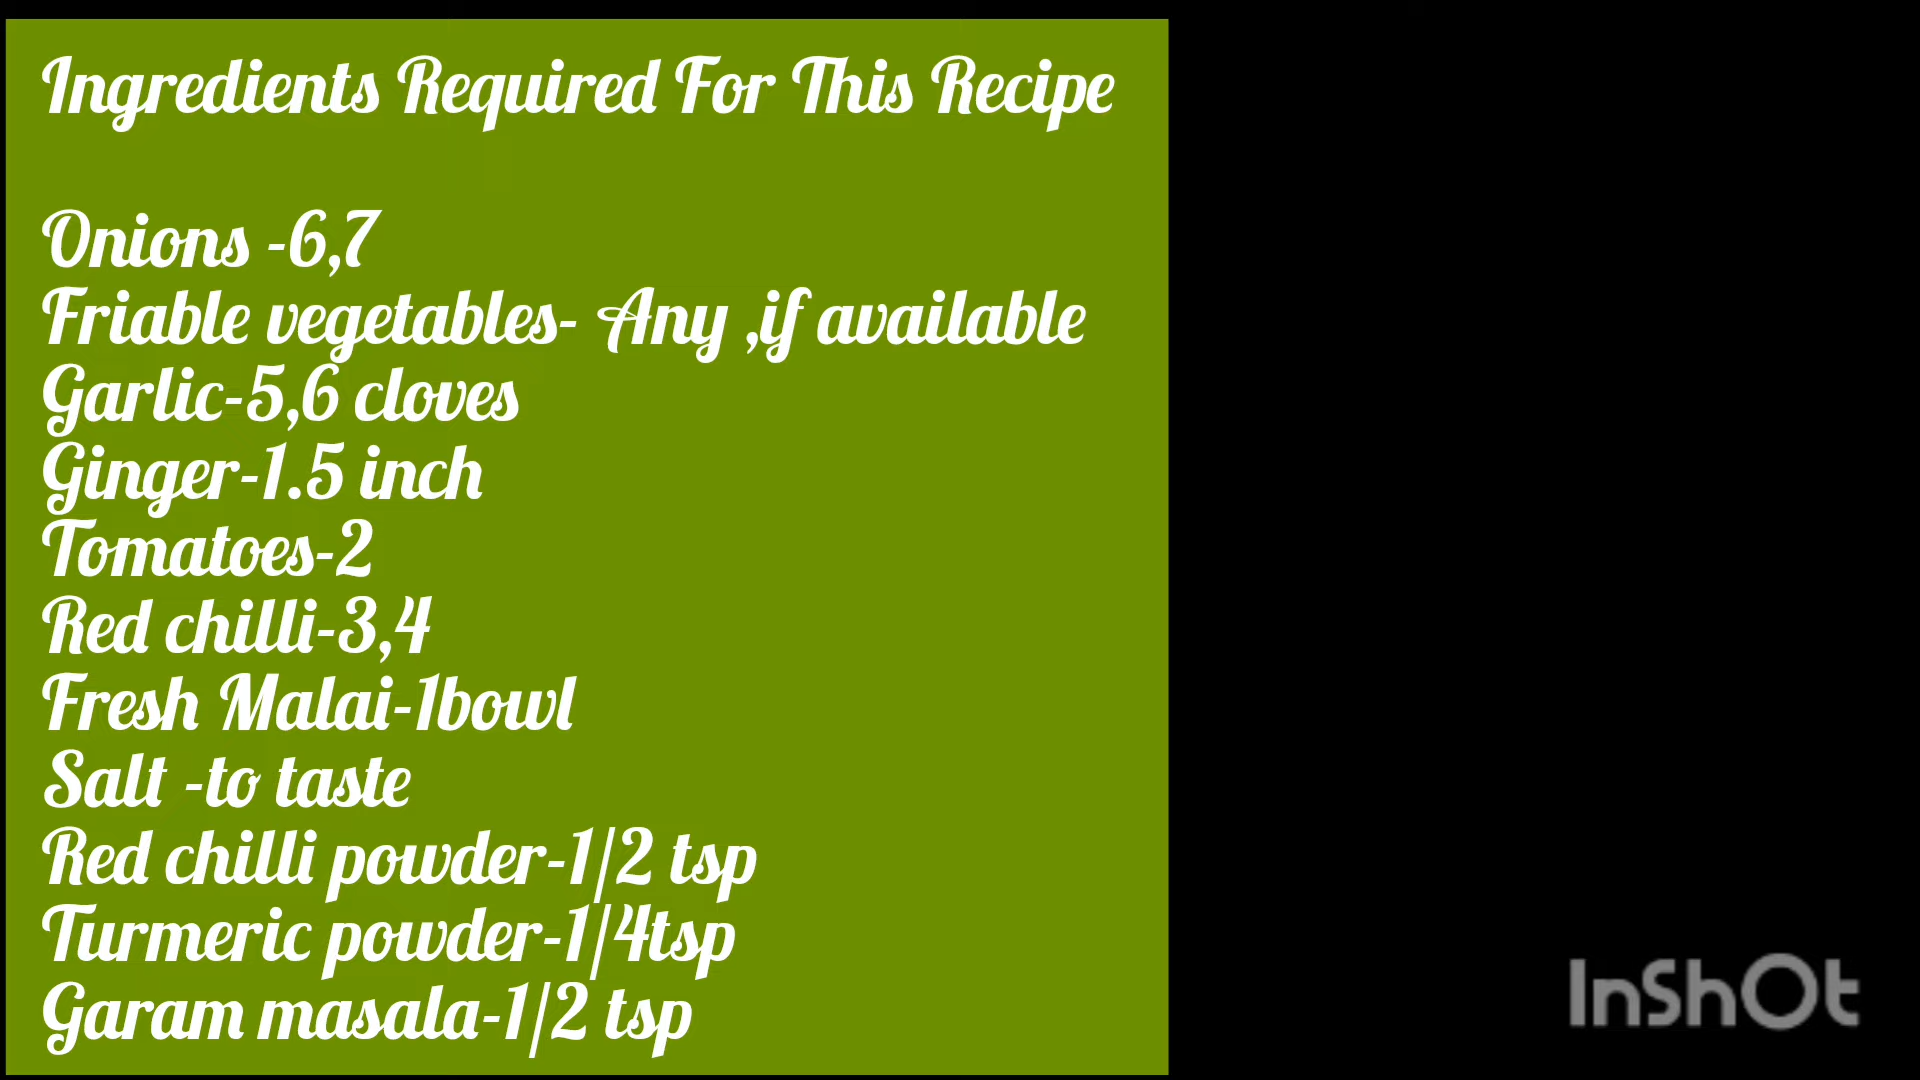 Ingredients Required For This Recipe
Onions -6,7
Friable vegetables- Any ,if available
Garlic-5,6 cloves
Ginger-1.5 inch
Tomatoes-2
Red chilli-3,4
Fresh Malai-1bowl
Salt -to taste
Red chilli powder-1/2 tsp
Turmeric powder-1/4tsp
Garam masala-1/2 tsp
InShOt